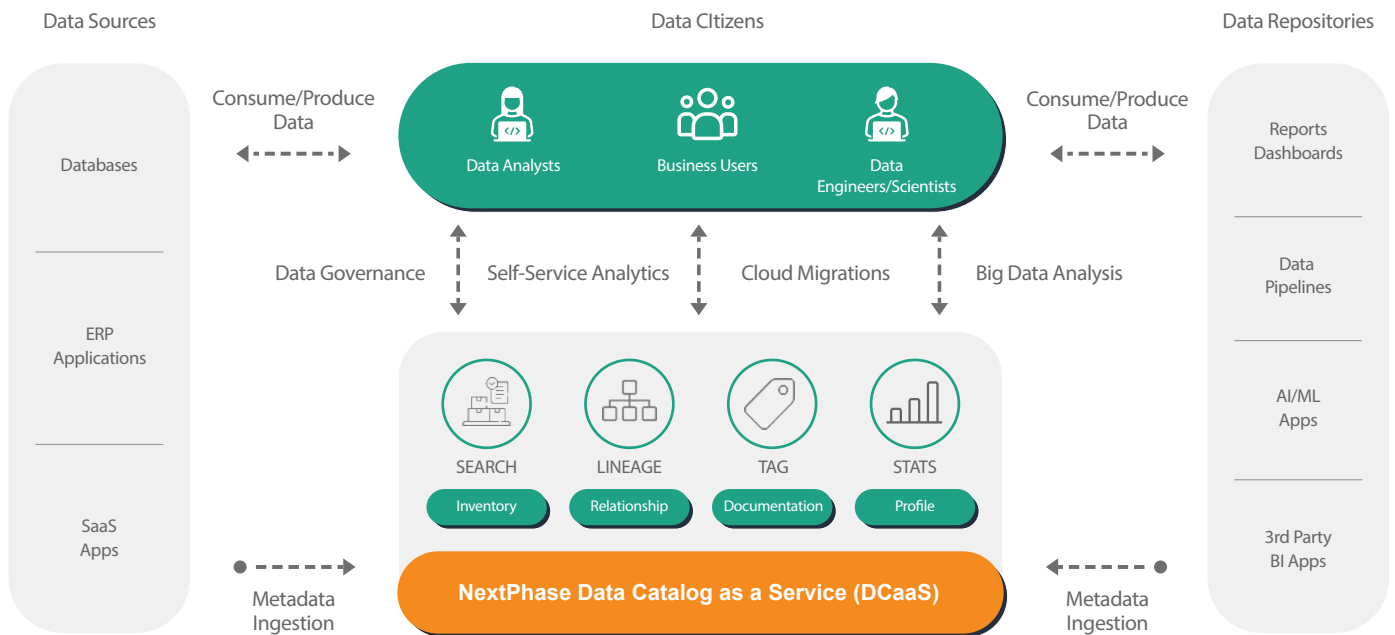 Data Sources
Data CItizens
Data Repositories
Consume/Produce
Data
Consume/Produce
Data
Databases
ERP
Applications
SaaS
Apps
</>
</>
Data Analysts
Business Users
Data
Engineers/Scientists
Reports
Dashboards
Data
Pipelines
AI/ML
Apps
3rd Party
BI Apps
Data Governance
Self-Service Analytics
Cloud Migrations
Big Data Analysis
SEARCH
LINEAGE
TAG
STATS
Inventory
Relationship
Documentation
Profile
NextPhase Data Catalog as a Service (DCaaS)
Metadata
Ingestion
Metadata
Ingestion